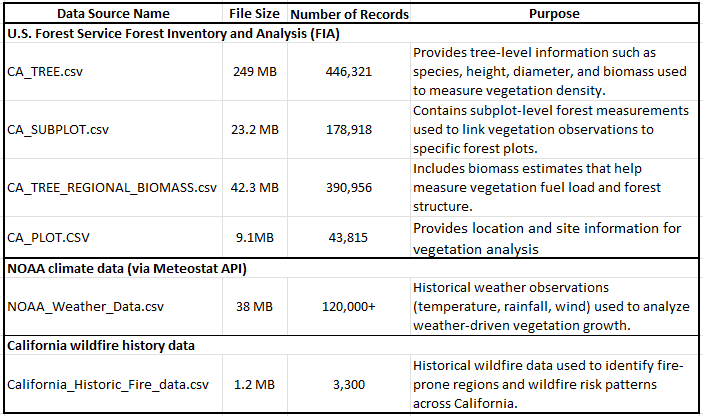 Data Source Name File Size Number of Records Purpose
U.S. Forest Service Forest Inventory and Analysis (FIA)
CA_TREE.csv 249 MB 446,321 Provides tree-level information such as
species, height, diameter, and biomass used
to measure vegetation density.
CA_SUBPLOT.csv 23.2 MB 178,918 Contains subplot-level forest measurements
used to link vegetation observations to
specific forest plots.
CA_TREE_REGIONAL_BIOMASS.csv 42.3 MB 390,956 Includes biomass estimates that help
measure vegetation fuel load and forest
structure.
CA_PLOT.CSV 9.1MB 43,815 Provides location and site information for
vegetation analysis
NOAA climate data (via Meteostat API)
NOAA_Weather_Data.csv 38 MB 120,000+ Historical weather observations
(temperature, rainfall, wind) used to analyze
weather-driven vegetation growth.
California wildfire history data
California_Historic_Fire_data.csv 1.2 MB 3,300 Historical wildfire data used to identify fire-
prone regions and wildfire risk patterns
across California.